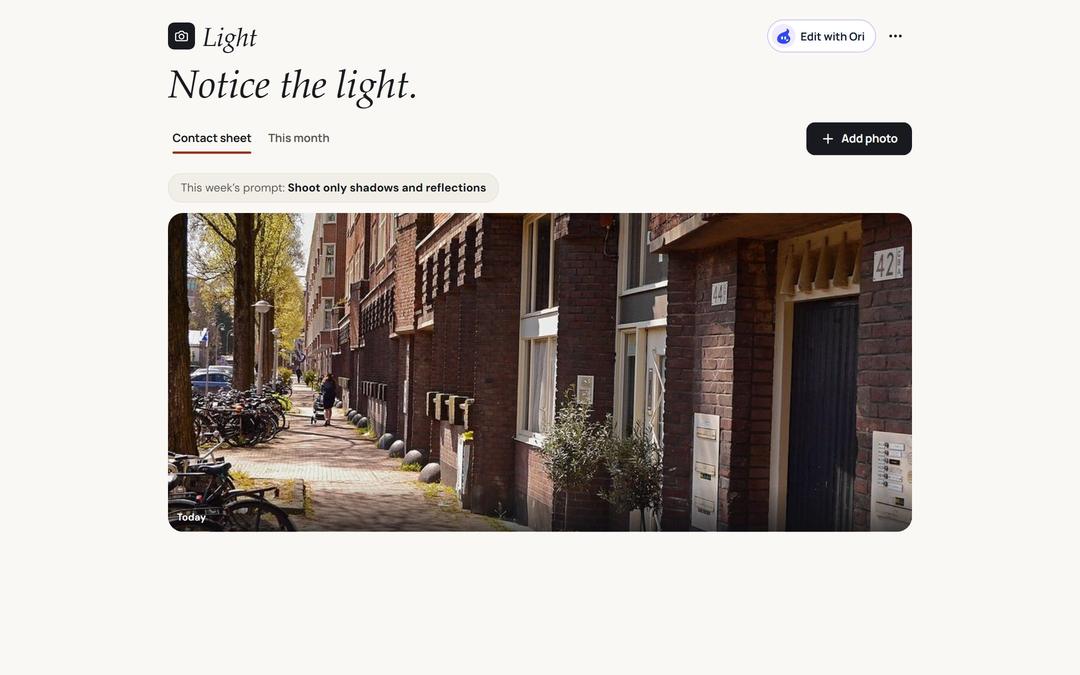 Light
Edit with Ori
Notice the light.
Contact sheet
This month
Add photo
This week's prompt: Shoot only shadows and reflections
42
44
Today